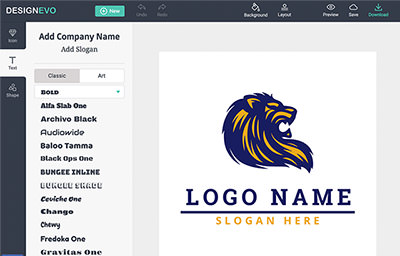 DESIGNEVO
+ New
Undo
Redo
Background
Layout
Preview
Save
Download
Icon
Text
Shape
Add Company Name
Add Slogan
Classic
Art
BOLD
Alfa Slab One
Archivo Black
Audiowide
Baloo Tamma
Black Ops One
BUNGEE INLINE
BUNGEE SHADE
Ceviche One
Chango
Chewy
Fredoka One
Gravitas One
LOGO NAME
SLOGAN HERE